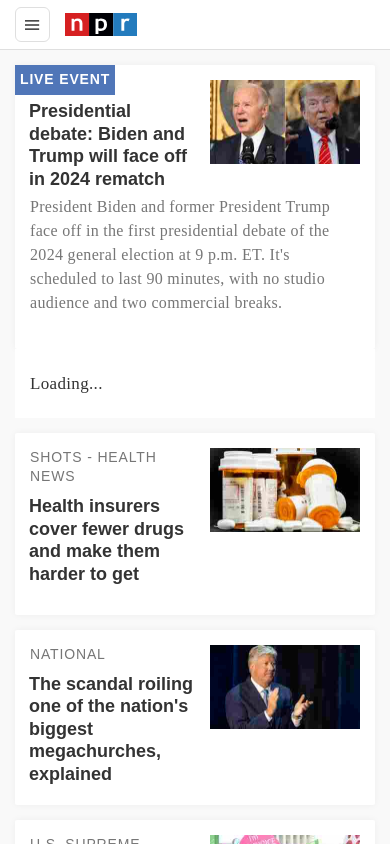 npr
LIVE EVENT
Presidential
debate: Biden and
Trump will face off
in 2024 rematch
President Biden and former President Trump
face off in the first presidential debate of the
2024 general election at 9 p.m. ET. It's
scheduled to last 90 minutes, with no studio
audience and two commercial breaks.
Loading...
SHOTS - HEALTH
NEWS
Health insurers
cover fewer drugs
and make them
harder to get
NATIONAL
The scandal roiling
one of the nation's
biggest
megachurches,
explained
U.S. SUPREME